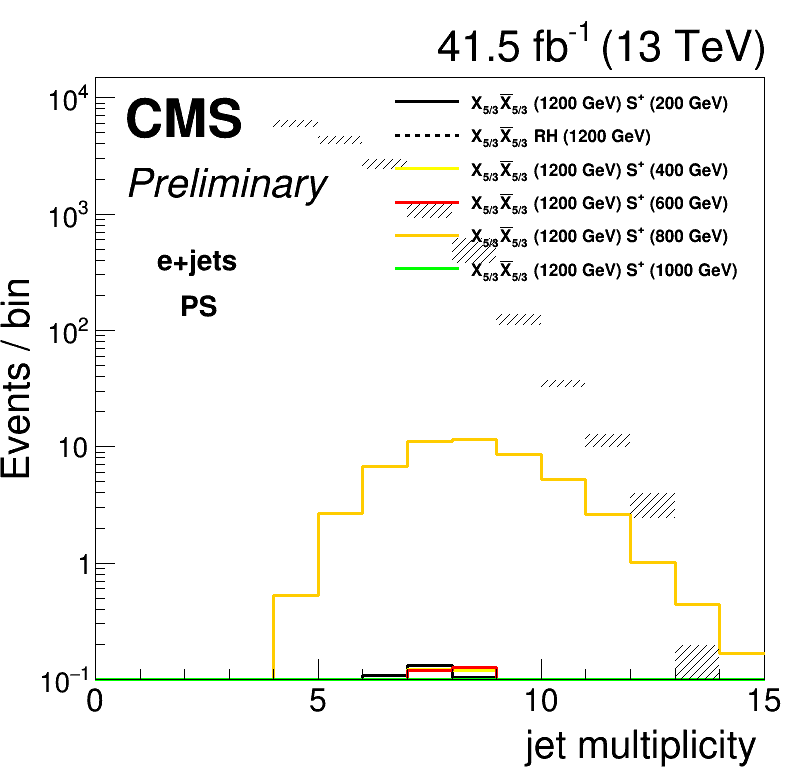 41.5 fb⁻¹ (13 TeV)
CMS
Preliminary
e+jets
PS
X₅/₃X̅₅/₃ (1200 GeV) S⁺ (200 GeV)
X₅/₃X̅₅/₃ RH (1200 GeV)
X₅/₃X̅₅/₃ (1200 GeV) S⁺ (400 GeV)
X₅/₃X̅₅/₃ (1200 GeV) S⁺ (600 GeV)
X₅/₃X̅₅/₃ (1200 GeV) S⁺ (800 GeV)
X₅/₃X̅₅/₃ (1200 GeV) S⁺ (1000 GeV)
Events / bin
10⁴
10³
10²
10
1
10⁻¹
0 5 10 15
jet multiplicity